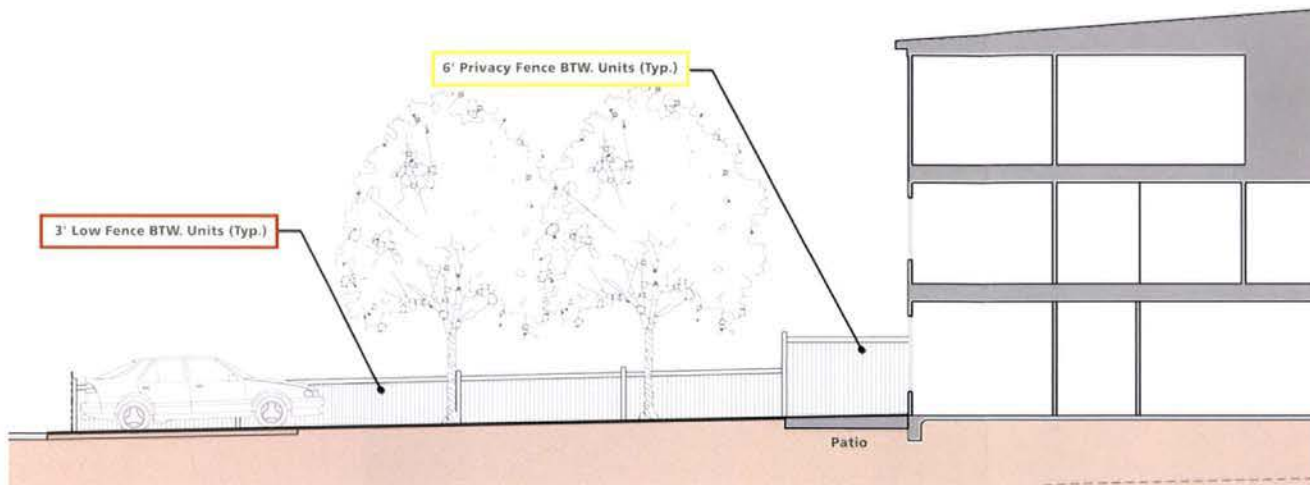 6' Privacy Fence BTW. Units (Typ.)
3' Low Fence BTW. Units (Typ.)
Patio